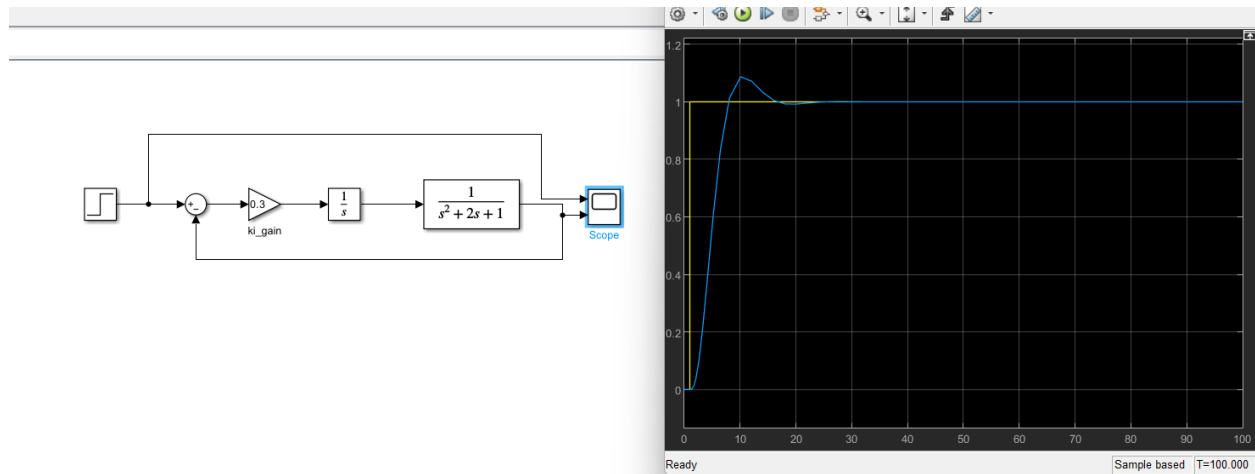 +
−
0.3
ki_gain
1
s
1
s² + 2s + 1
Scope
1.2
1
0.8
0.6
0.4
0.2
0
0 10 20 30 40 50 60 70 80 90 100
Ready Sample based T=100.000